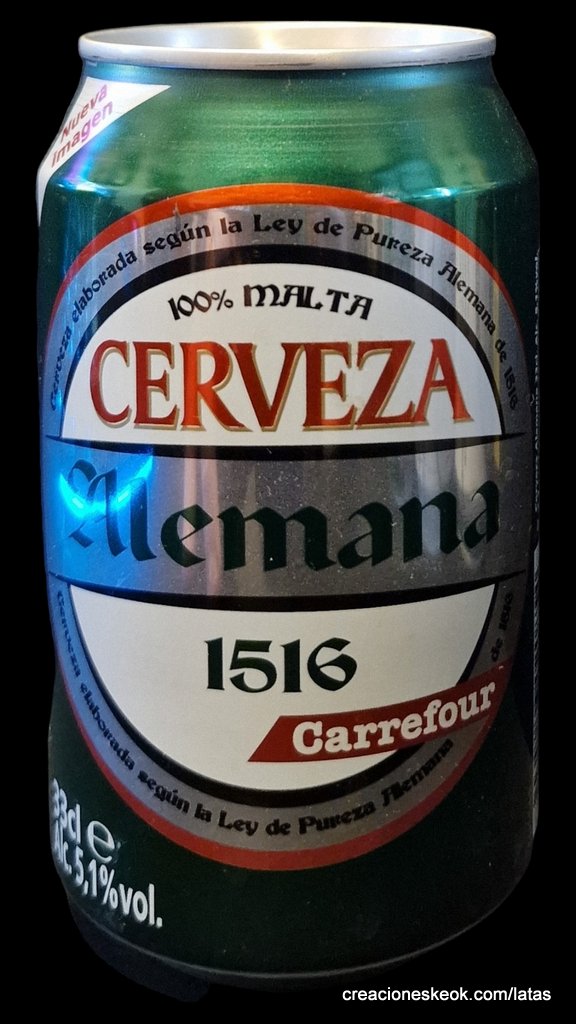 Nueva
imagen
Cerveza elaborada según la Ley de Pureza Alemana de 1516
100% MALTA
CERVEZA
Alemana
1516
Carrefour
Cerveza elaborada según la Ley de Pureza Alemana de 1516
33cl e
Alc. 5,1%vol.
creacioneskeok.com/latas